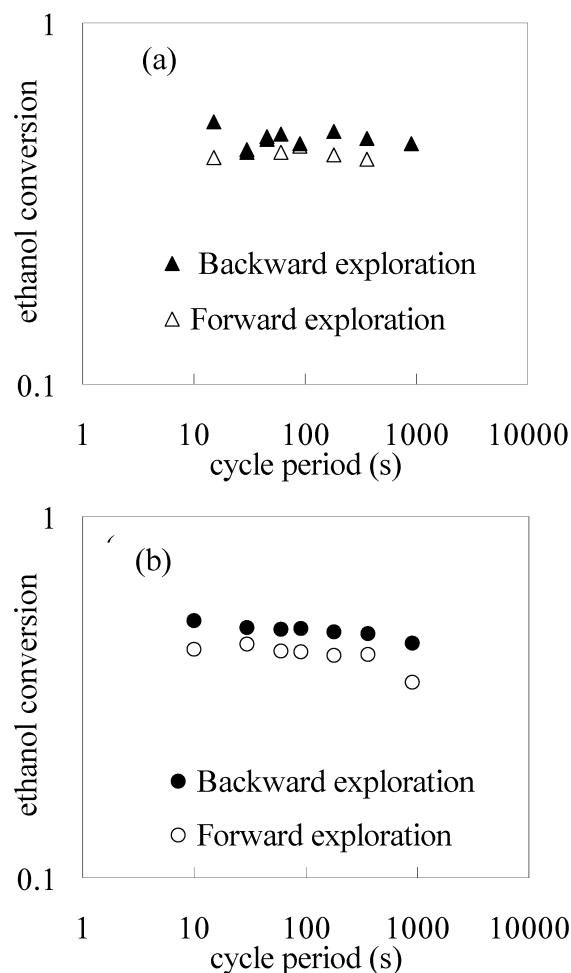 1
(a)
ethanol conversion
▲ Backward exploration
△ Forward exploration
0.1
1 10 100 1000 10000
cycle period (s)
1
(b)
ethanol conversion
● Backward exploration
○ Forward exploration
0.1
1 10 100 1000 10000
cycle period (s)